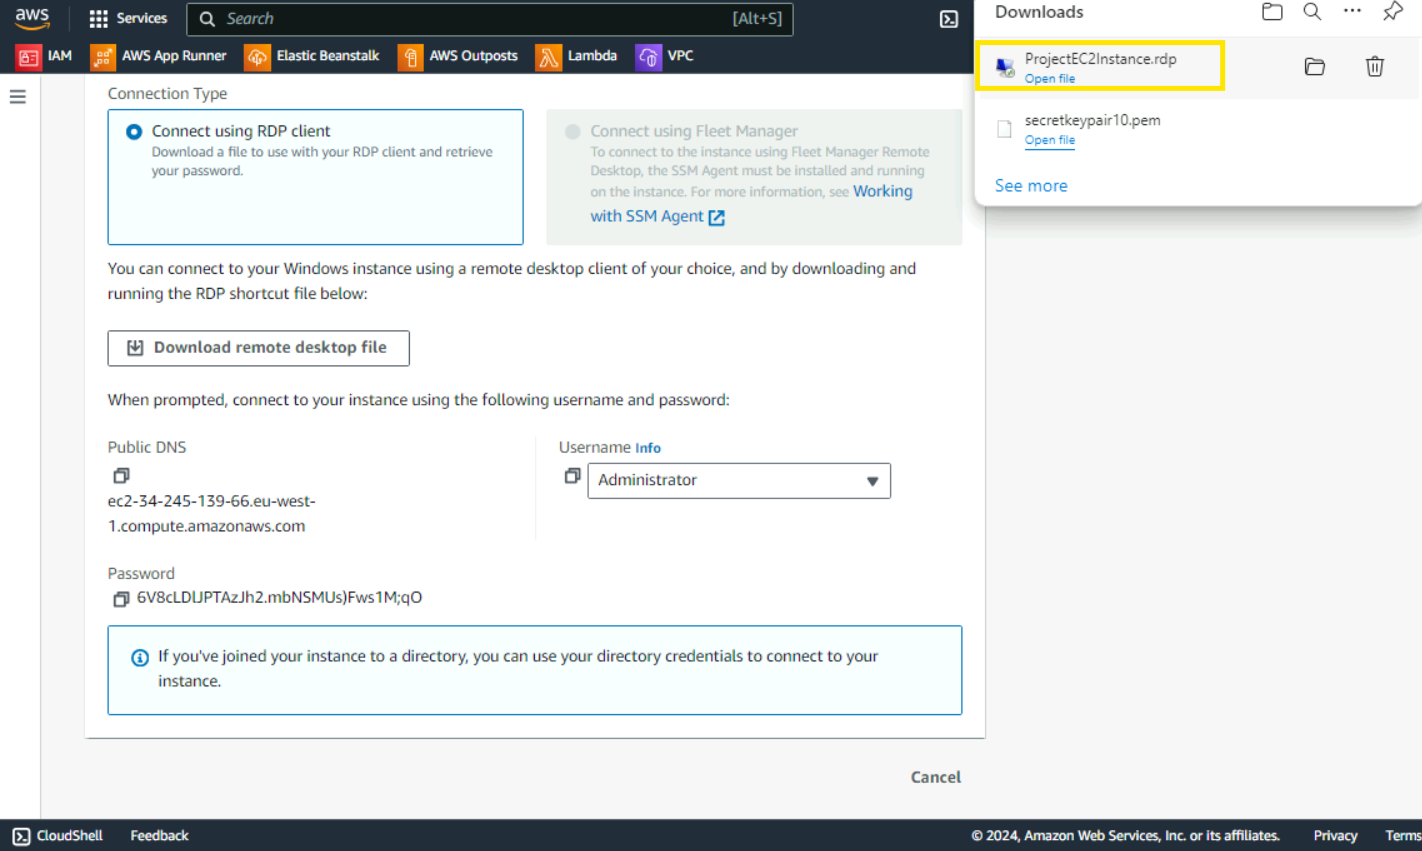 aws
Services
Search
[Alt+S]
IAM
AWS App Runner
Elastic Beanstalk
AWS Outposts
Lambda
VPC
Downloads
ProjectEC2Instance.rdp
Open file
secretkeypair10.pem
Open file
See more
Connection Type
Connect using RDP client
Download a file to use with your RDP client and retrieve
your password.
Connect using Fleet Manager
To connect to the instance using Fleet Manager Remote
Desktop, the SSM Agent must be installed and running
on the instance. For more information, see Working
with SSM Agent
You can connect to your Windows instance using a remote desktop client of your choice, and by downloading and
running the RDP shortcut file below:
Download remote desktop file
When prompted, connect to your instance using the following username and password:
Public DNS
ec2-34-245-139-66.eu-west-
1.compute.amazonaws.com
Username Info
Administrator
Password
If you've joined your instance to a directory, you can use your directory credentials to connect to your
instance.
Cancel
CloudShell
Feedback
© 2024, Amazon Web Services, Inc. or its affiliates.
Privacy
Terms